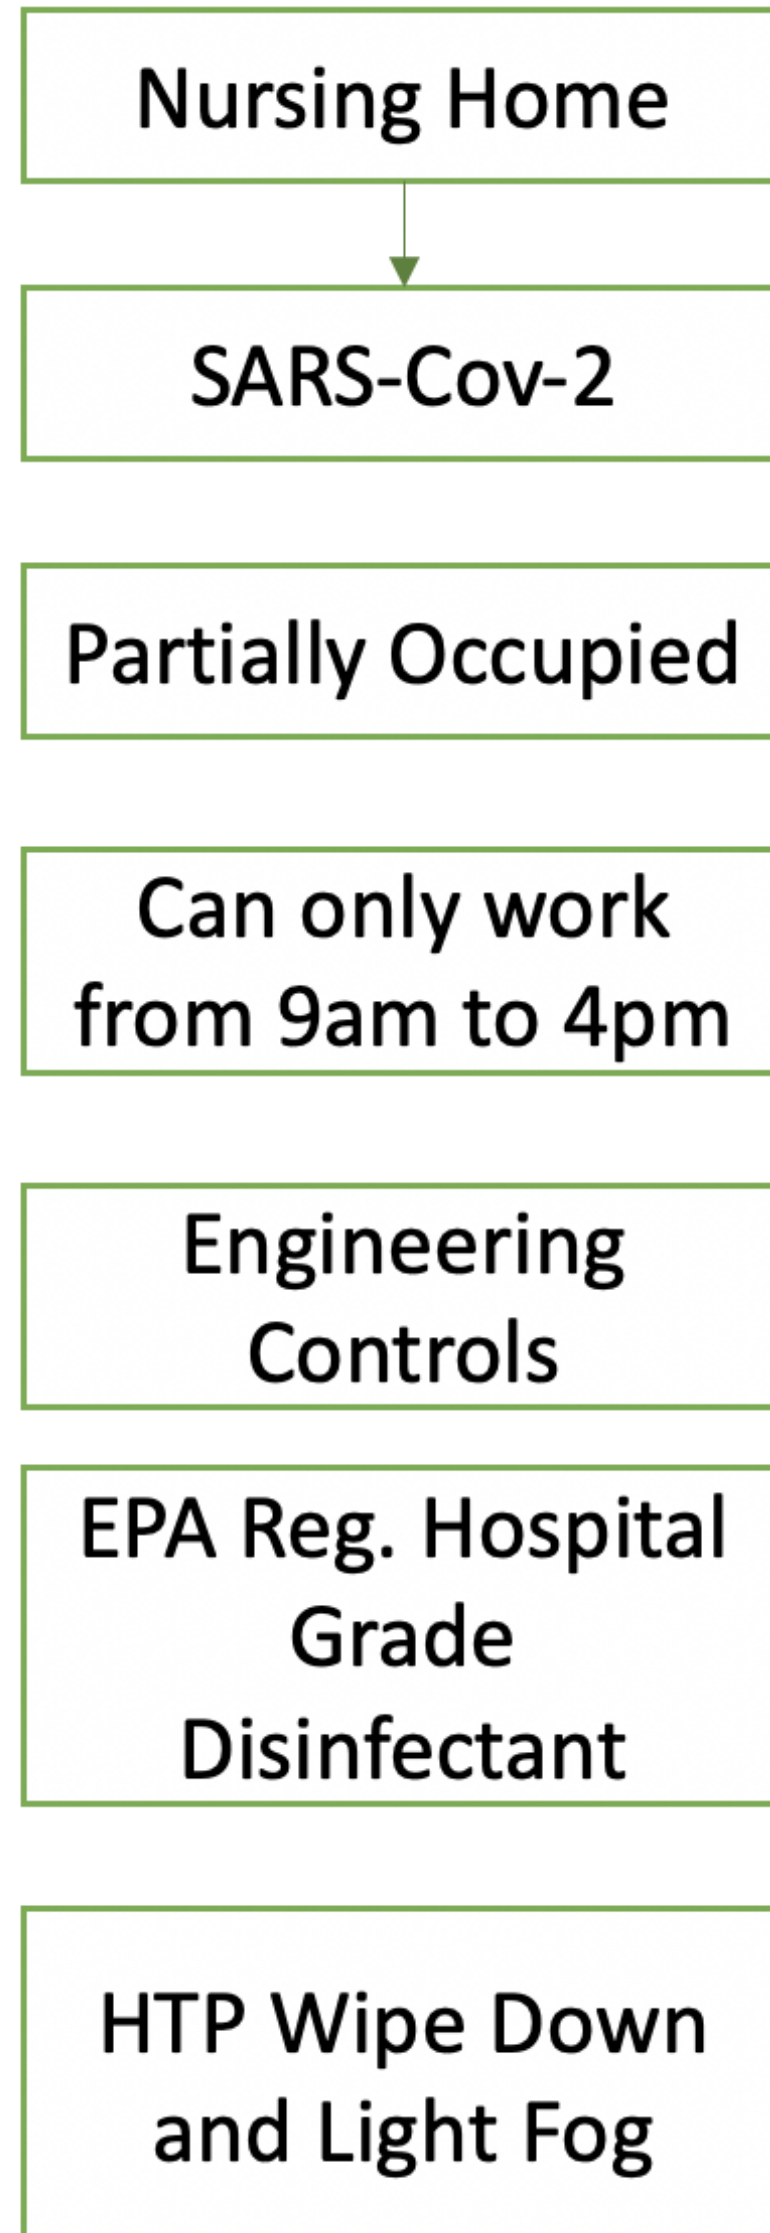 Nursing Home
SARS-Cov-2
Partially Occupied
Can only work
from 9am to 4pm
Engineering
Controls
EPA Reg. Hospital
Grade
Disinfectant
HTP Wipe Down
and Light Fog